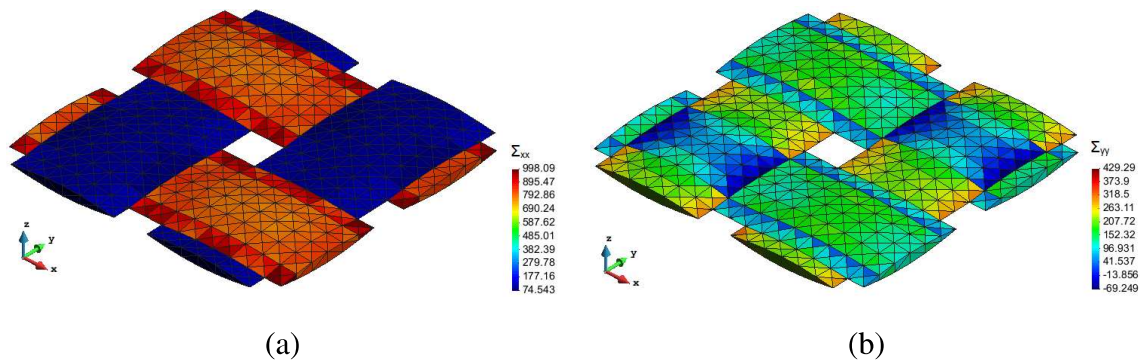 Σxx
998.09
895.47
792.86
690.24
587.62
485.01
382.39
279.78
177.16
74.543
z
y
x
(a)
Σyy
429.29
373.9
318.5
263.11
207.72
152.32
96.931
41.537
-13.856
-69.249
z
y
x
(b)